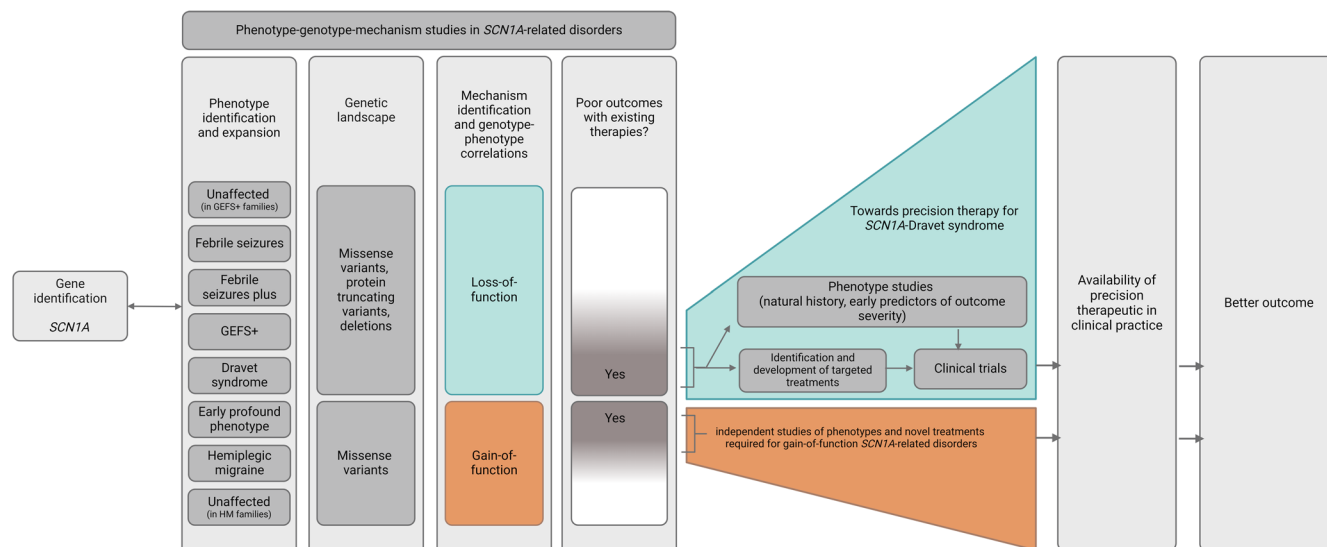 Phenotype-genotype-mechanism studies in SCN1A-related disorders
Gene
identification
SCN1A
Phenotype
identification
and expansion
Unaffected
(in GEFS+ families)
Febrile seizures
Febrile
seizures plus
GEFS+
Dravet
syndrome
Early profound
phenotype
Hemiplegic
migraine
Unaffected
(in HM families)
Genetic
landscape
Missense
variants,
protein
truncating
variants,
deletions
Missense
variants
Mechanism
identification
and genotype-
phenotype
correlations
Loss-of-
function
Gain-of-
function
Poor outcomes
with existing
therapies?
Yes
Yes
Towards precision therapy for
SCN1A-Dravet syndrome
Phenotype studies
(natural history, early predictors of outcome
severity)
Identification and
development of targeted
treatments
Clinical trials
independent studies of phenotypes and novel treatments
required for gain-of-function SCN1A-related disorders
Availability of
precision
therapeutic in
clinical practice
Better outcome